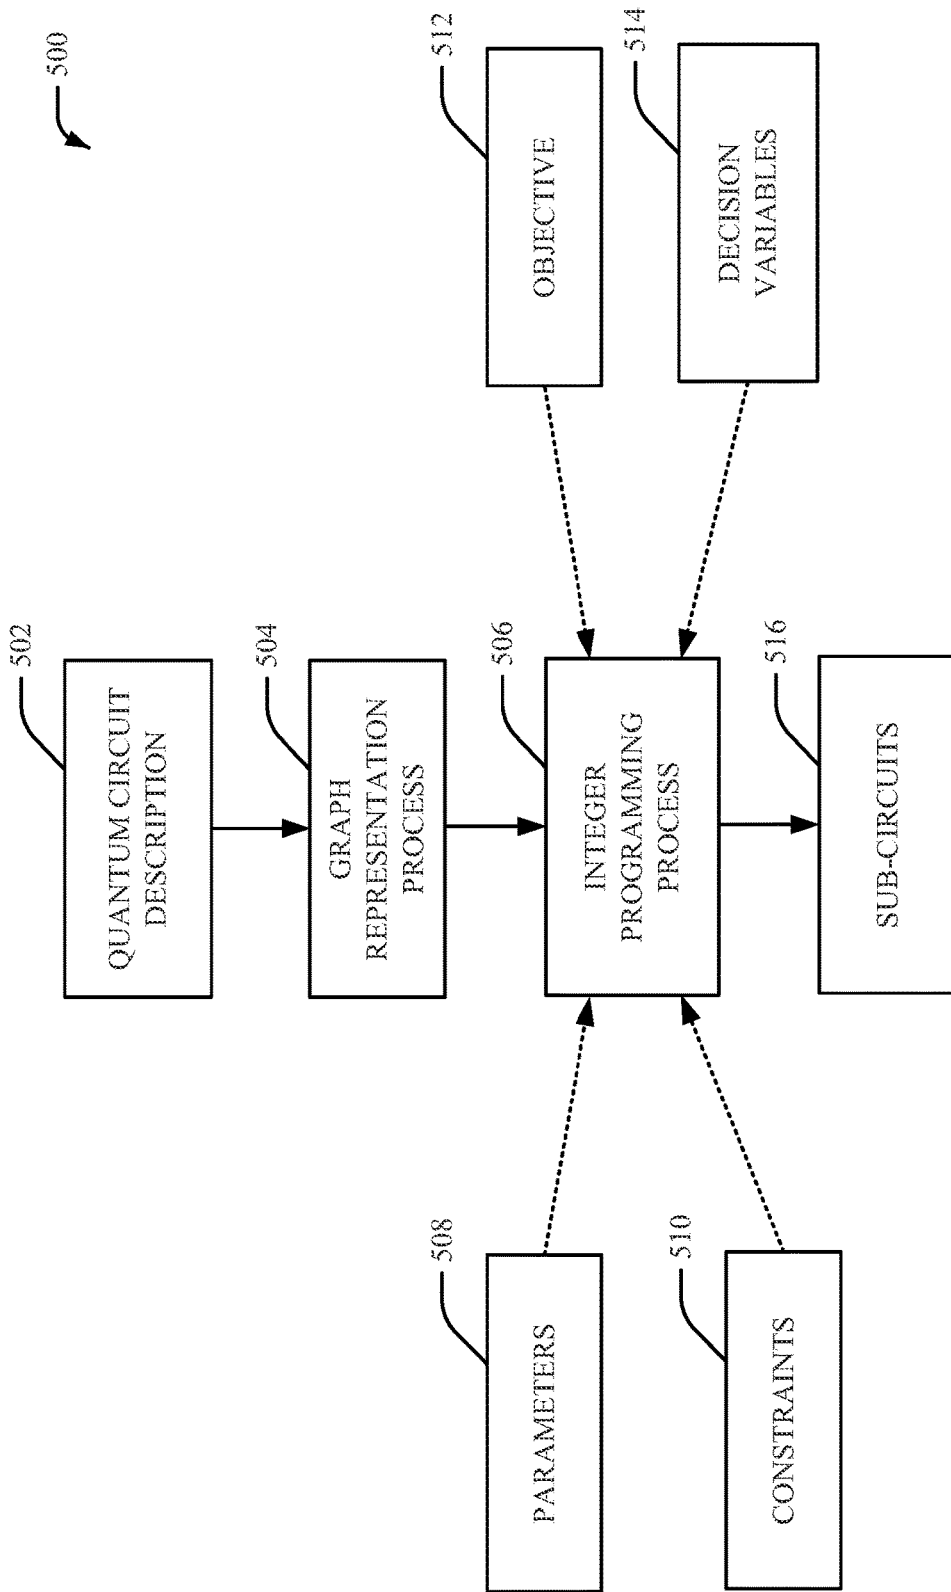 500
502
QUANTUM CIRCUIT
DESCRIPTION
504
GRAPH
REPRESENTATION
PROCESS
508
PARAMETERS
506
INTEGER
PROGRAMMING
PROCESS
512
OBJECTIVE
510
CONSTRAINTS
514
DECISION
VARIABLES
516
SUB-CIRCUITS